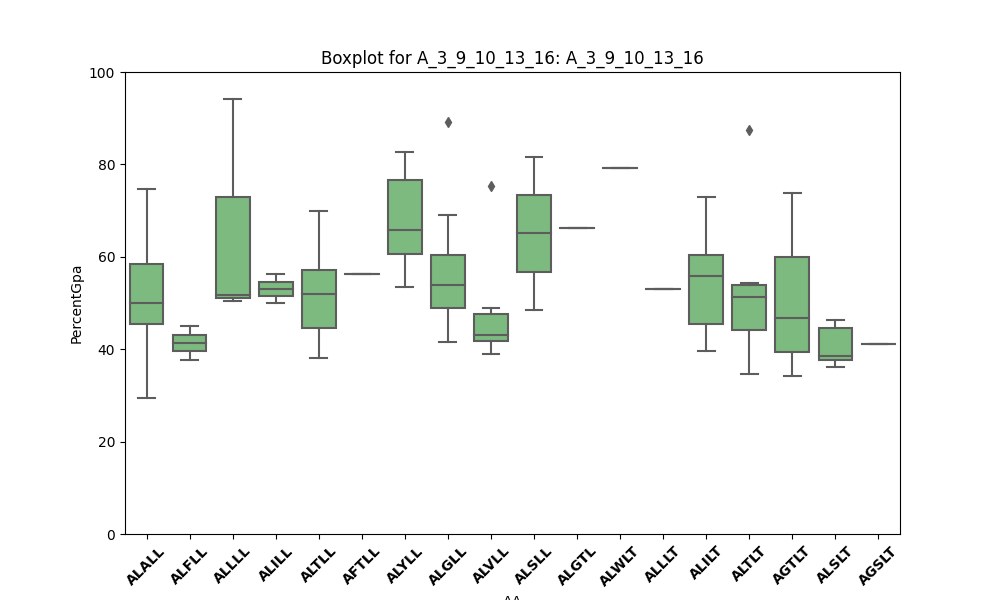 Boxplot for A_3_9_10_13_16: A_3_9_10_13_16
100
80
60
40
20
0
PercentGpa
ALALL ALFLL ALLLL ALILL ALTLL AFTLL ALYLL ALGLL ALVLL ALSLL ALGTL ALWLT ALLLT ALILT ALTLT AGTLT ALSLT AGSLT
AA